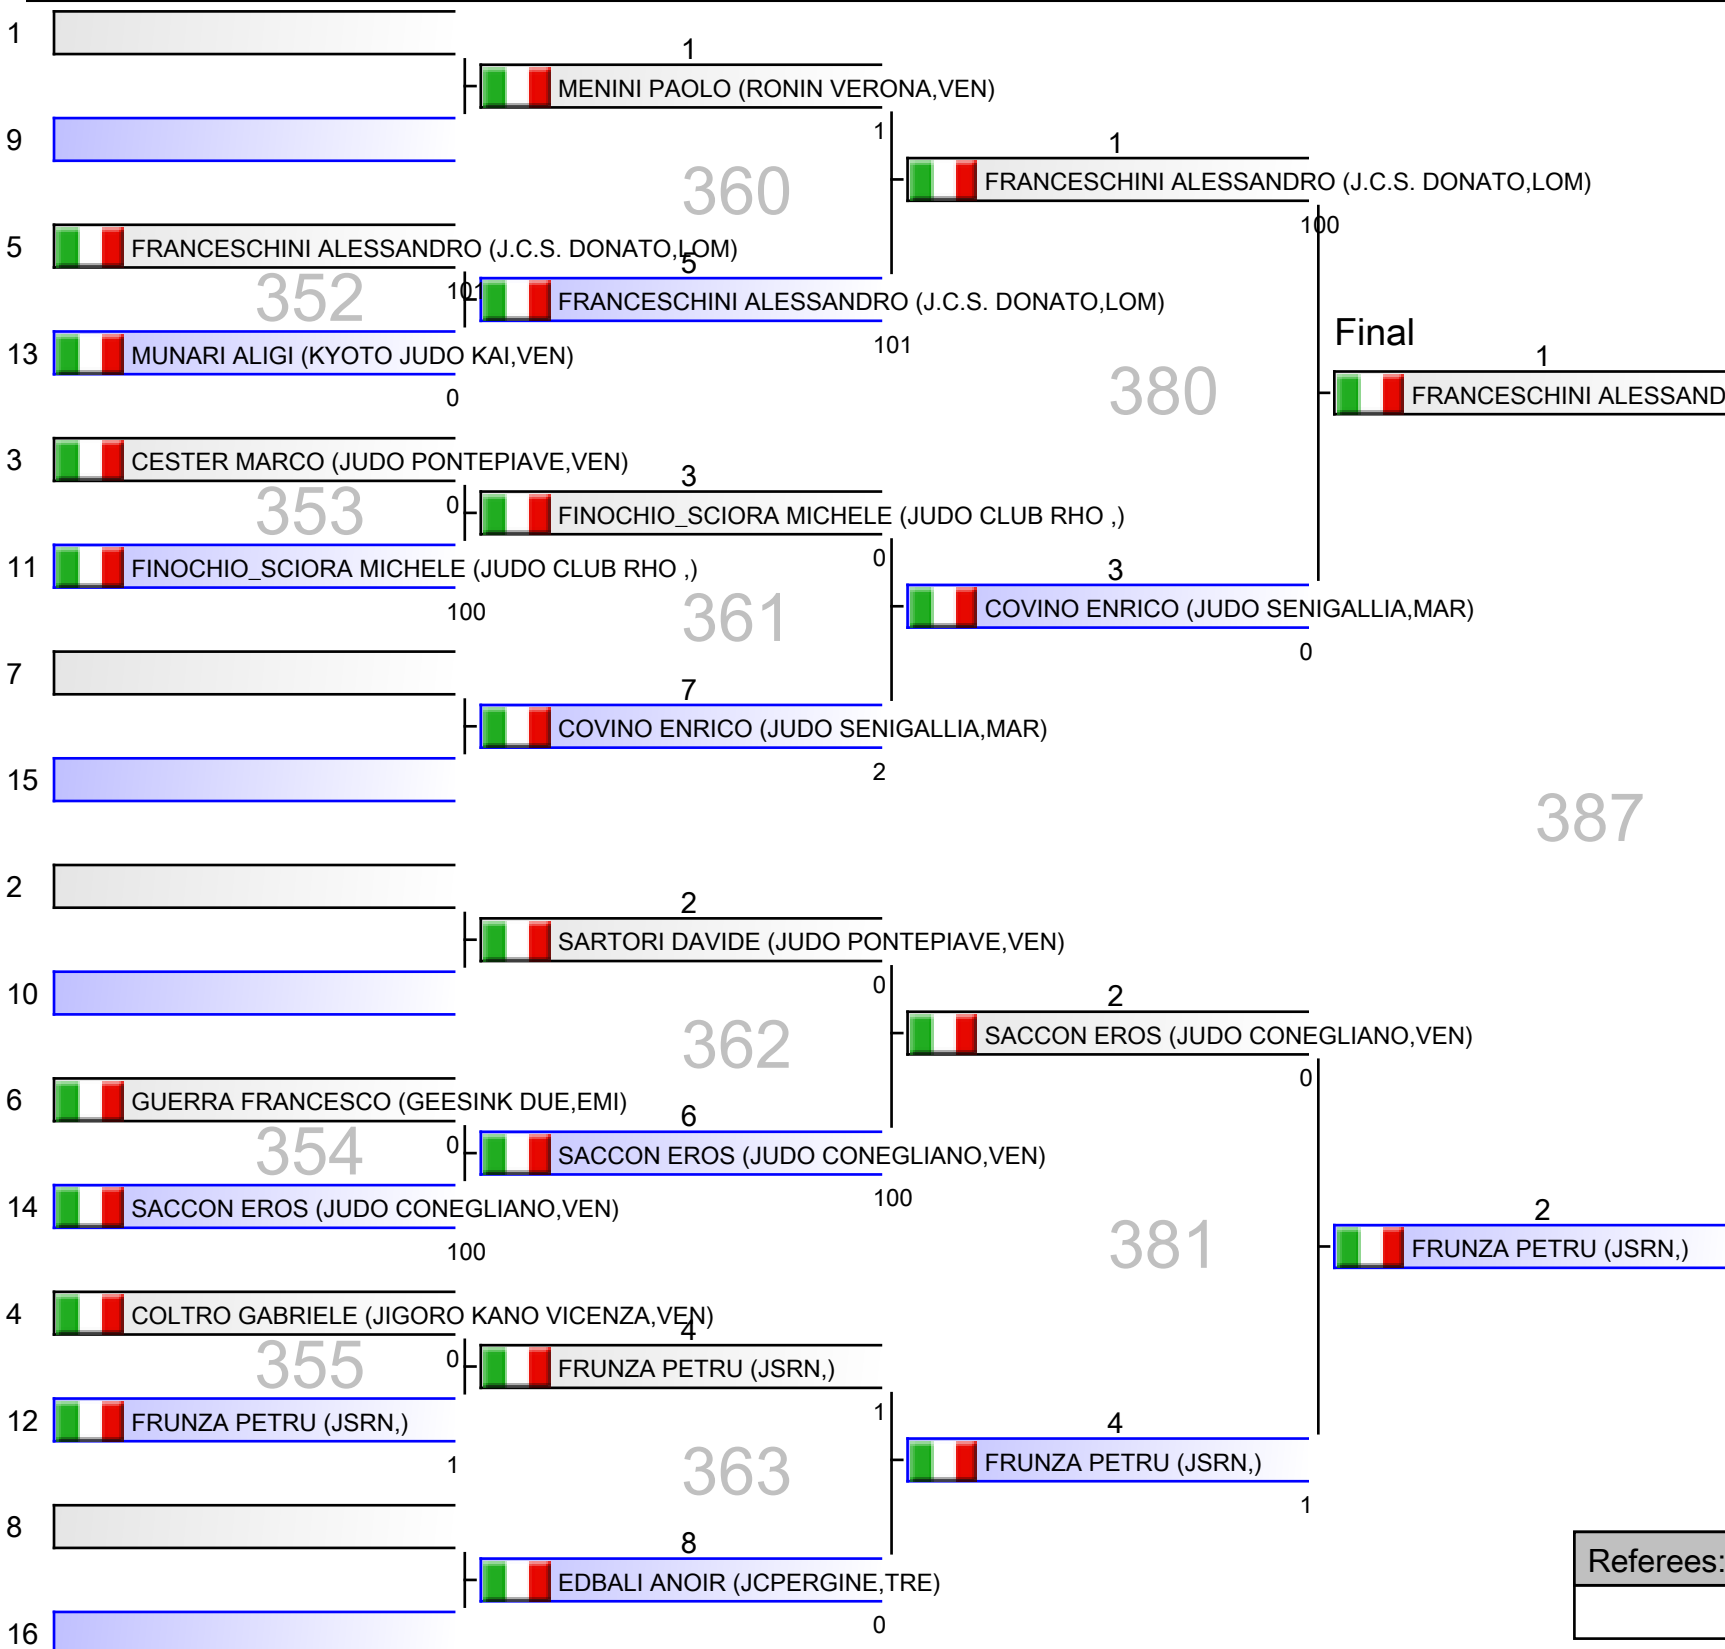 1
1
MENINI PAOLO (RONIN VERONA,VEN)
9
1
1
360
FRANCESCHINI ALESSANDRO (J.C.S. DONATO,LOM)
100
5
FRANCESCHINI ALESSANDRO (J.C.S. DONATO,LOM)
5
352
101
FRANCESCHINI ALESSANDRO (J.C.S. DONATO,LOM)
101
13
MUNARI ALIGI (KYOTO JUDO KAI,VEN)
0
380
Final
1
FRANCESCHINI ALESSAND
3
CESTER MARCO (JUDO PONTEPIAVE,VEN)
3
353
0
FINOCHIO_SCIORA MICHELE (JUDO CLUB RHO ,)
0
11
FINOCHIO_SCIORA MICHELE (JUDO CLUB RHO ,)
100
361
3
COVINO ENRICO (JUDO SENIGALLIA,MAR)
0
7
7
COVINO ENRICO (JUDO SENIGALLIA,MAR)
2
15
387
2
2
SARTORI DAVIDE (JUDO PONTEPIAVE,VEN)
0
10
2
362
SACCON EROS (JUDO CONEGLIANO,VEN)
0
6
GUERRA FRANCESCO (GEESINK DUE,EMI)
6
354
0
SACCON EROS (JUDO CONEGLIANO,VEN)
100
14
SACCON EROS (JUDO CONEGLIANO,VEN)
100
381
2
FRUNZA PETRU (JSRN,)
4
COLTRO GABRIELE (JIGORO KANO VICENZA,VEN)
4
355
0
FRUNZA PETRU (JSRN,)
1
12
FRUNZA PETRU (JSRN,)
1
363
4
FRUNZA PETRU (JSRN,)
1
8
8
EDBALI ANOIR (JCPERGINE,TRE)
0
16
Referees: